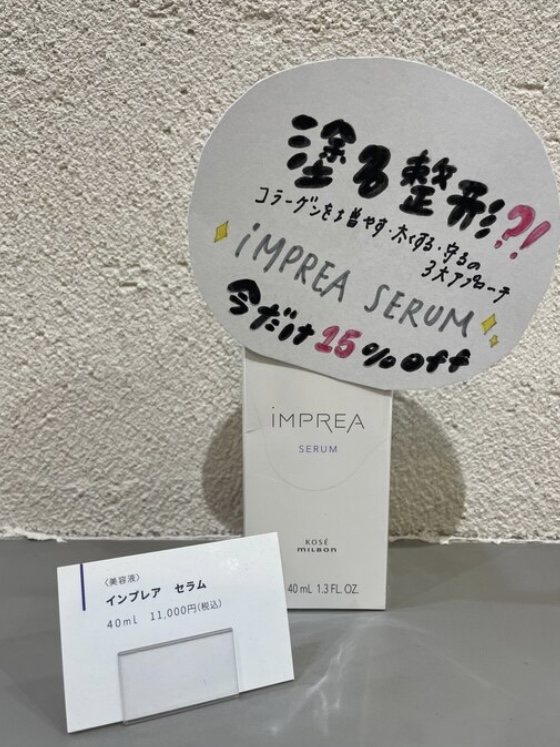 塗る整形?!
コラーゲンを増やす・太くする・守るの
3大アプローチ
iMPREA SERUM
今だけ15%off
iMPREA
SERUM
KOSÉ
MILBON
40 mL 1.3 FL. OZ.
〈美容液〉
インプレア セラム
40ml 11,000円(税込)